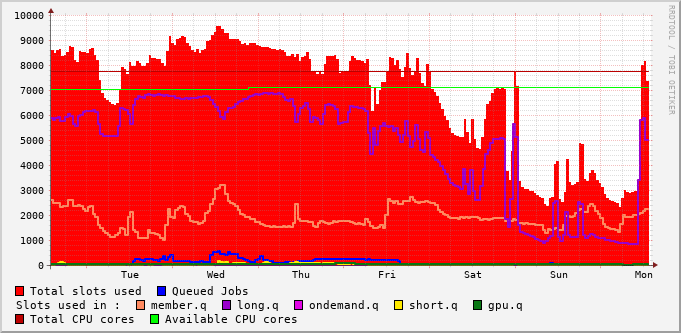 10000
9000
8000
7000
6000
5000
4000
3000
2000
1000
0
Tue Wed Thu Fri Sat Sun Mon
RRDTOOL / TOBI OETIKER
Total slots used Queued Jobs
Slots used in : member.q long.q ondemand.q short.q gpu.q
Total CPU cores Available CPU cores